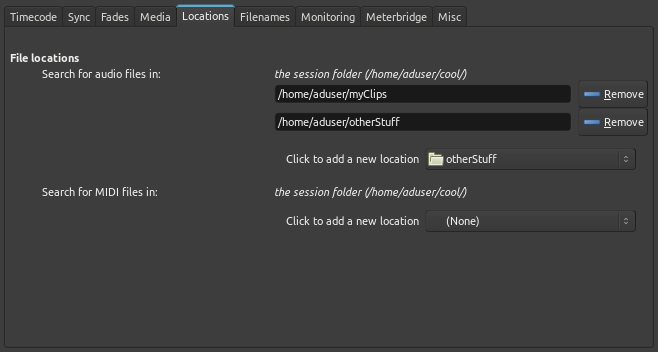 Timecode Sync Fades Media Locations Filenames Monitoring Meterbridge Misc
File locations
Search for audio files in: the session folder (/home/aduser/cool/)
/home/aduser/myClips Remove
/home/aduser/otherStuff Remove
Click to add a new location otherStuff
Search for MIDI files in: the session folder (/home/aduser/cool/)
Click to add a new location (None)